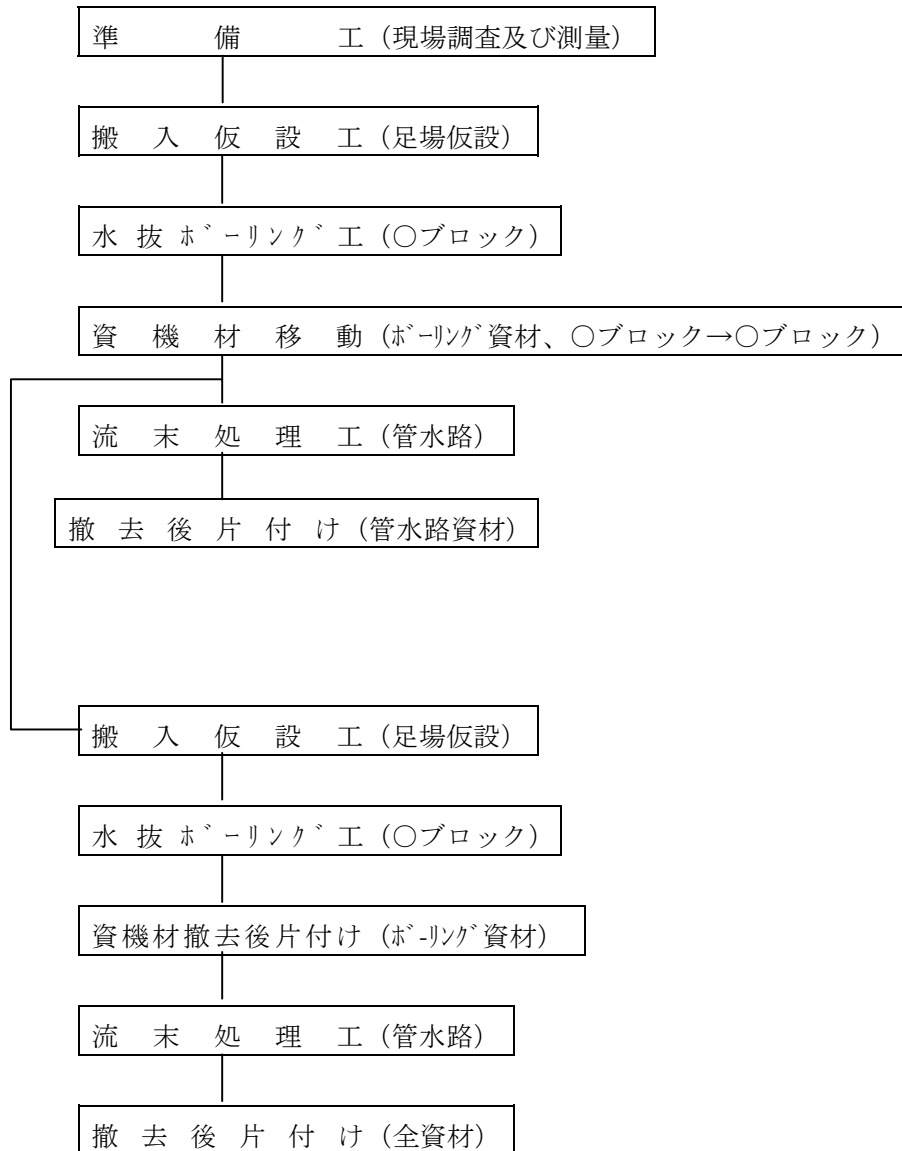 準備工(現場調査及び測量)
搬入仮設工(足場仮設)
水抜ボーリング工(○ブロック)
資機材移動(ボーリング資材、○ブロック→○ブロック)
流末処理工(管水路)
撤去後片付け(管水路資材)
搬入仮設工(足場仮設)
水抜ボーリング工(○ブロック)
資機材撤去後片付け(ボーリング資材)
流末処理工(管水路)
撤去後片付け(全資材)